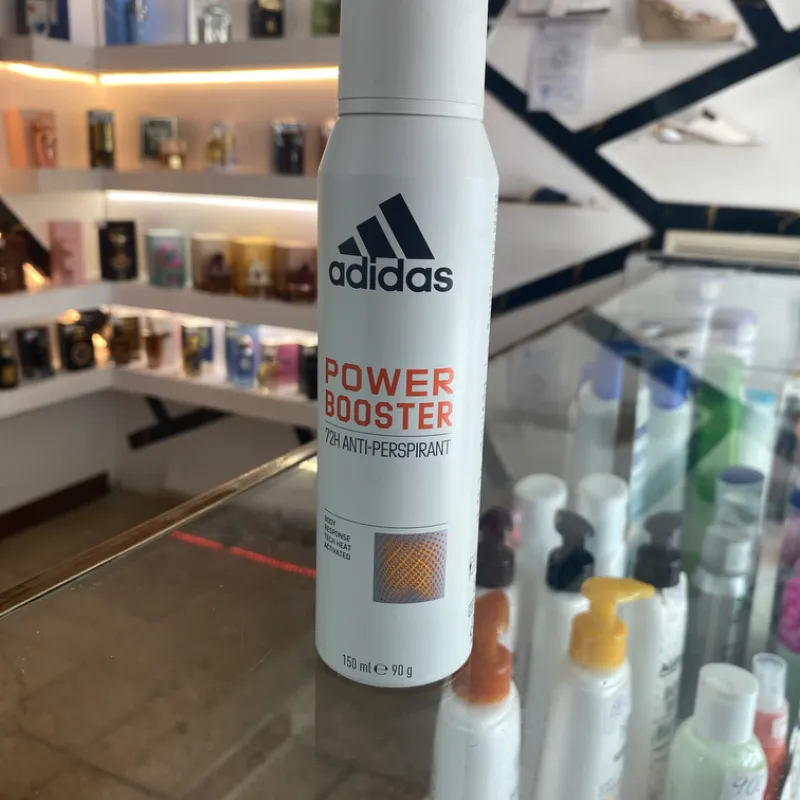 adidas
POWER
BOOSTER
72H ANTI-PERSPIRANT
BODY
RESPONSE
TECH HEAT
ACTIVATED
150 ml ℮ 90 g